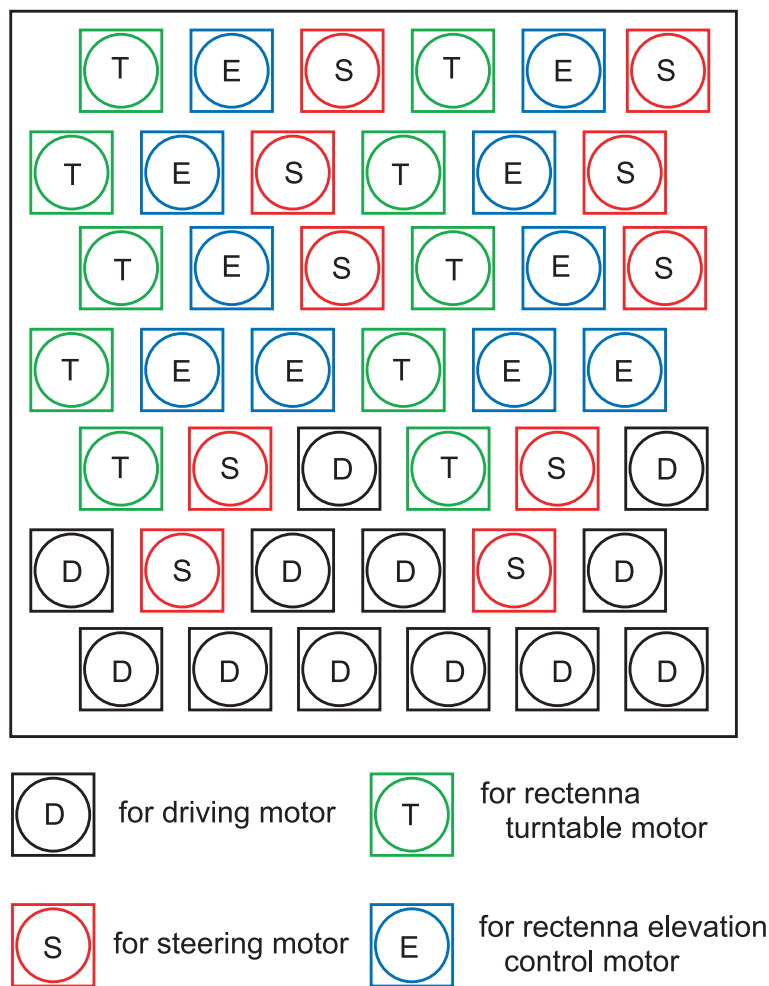 T E S T E S
T E S T E S
T E S T E S
T E E T E E
T S D T S D
D S D D S D
D D D D D D
D for driving motor
T for rectenna
turntable motor
S for steering motor
E for rectenna elevation
control motor